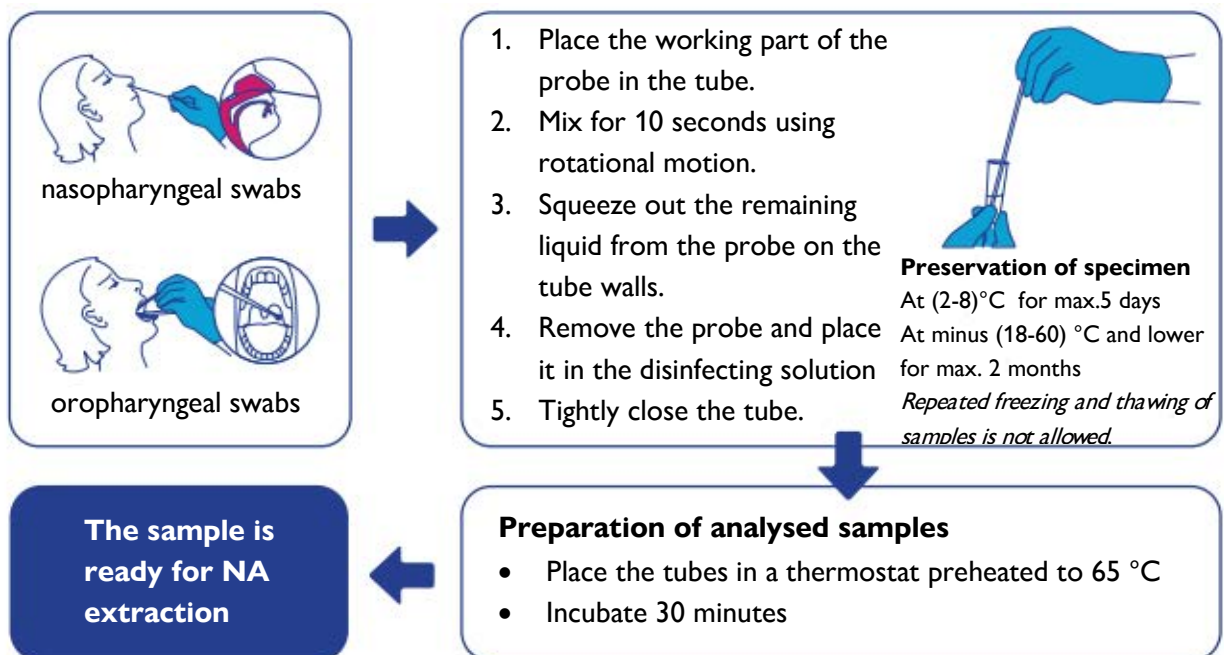 nasopharyngeal swabs
oropharyngeal swabs
1. Place the working part of the
probe in the tube.
2. Mix for 10 seconds using
rotational motion.
3. Squeeze out the remaining
liquid from the probe on the
tube walls.
4. Remove the probe and place
it in the disinfecting solution
5. Tightly close the tube.
Preservation of specimen
At (2-8)°C for max.5 days
At minus (18-60) °C and lower
for max. 2 months
Repeated freezing and thawing of
samples is not allowed.
Preparation of analysed samples
• Place the tubes in a thermostat preheated to 65 °C
• Incubate 30 minutes
The sample is
ready for NA
extraction